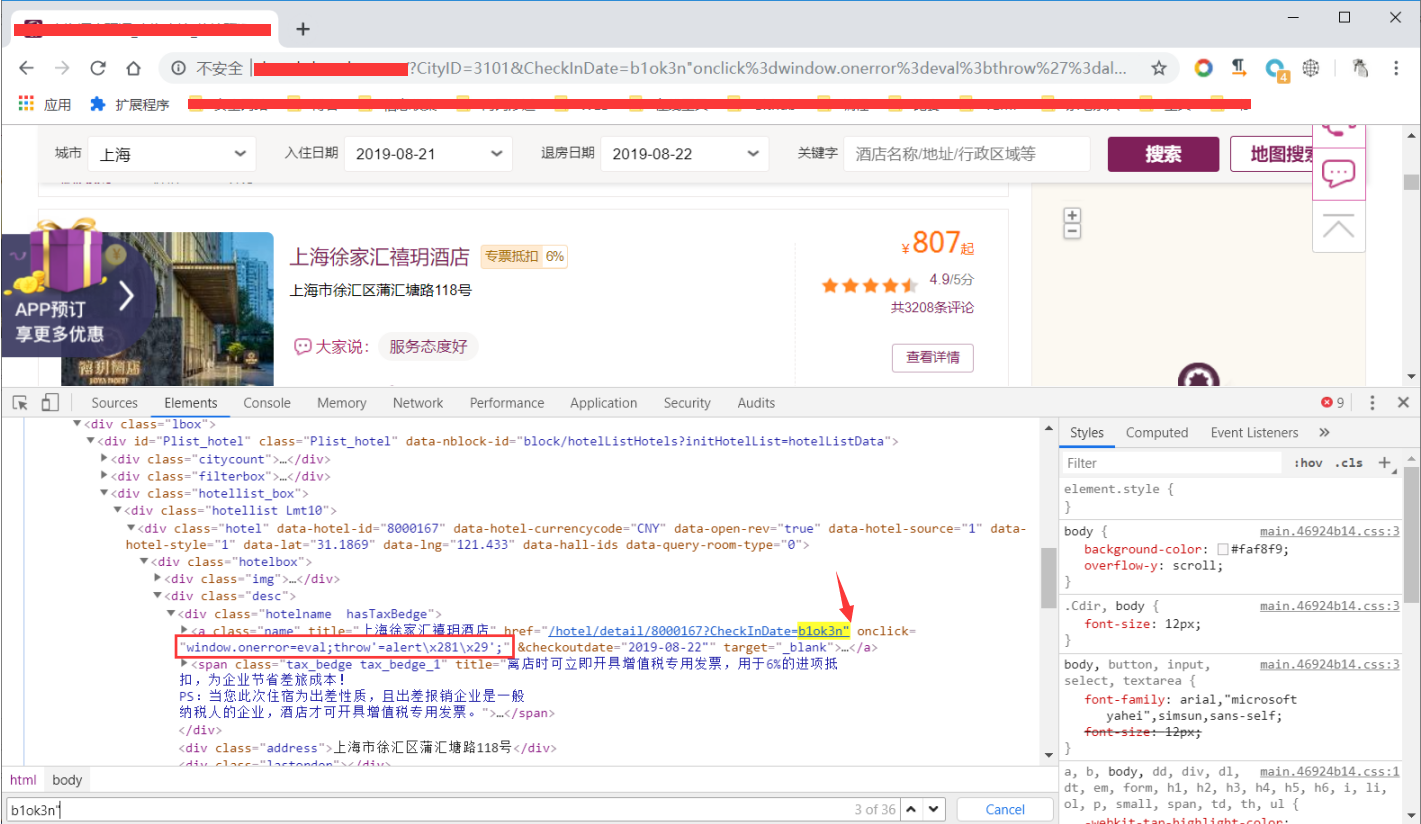 不安全
/?CityID=3101&CheckInDate=b1ok3n"onclick%3dwindow.onerror%3deval%3bthrow%27%3dal...
4
应用
扩展程序
城市 上海 入住日期 2019-08-21 退房日期 2019-08-22 关键字 酒店名称/地址/行政区域等 搜索 地图搜索
+
−
上海徐家汇禧玥酒店 专票抵扣 6%
¥807起
上海市徐汇区蒲汇塘路118号
4.9/5分
共3208条评论
APP预订
享更多优惠
大家说： 服务态度好
查看详情
禧玥酒店
Sources Elements Console Memory Network Performance Application Security Audits 9
<div class="lbox">
<div id="Plist_hotel" class="Plist_hotel" data-nblock-id="block/hotelListHotels?initHotelList=hotelListData">
<div class="citycount">…</div>
<div class="filterbox">…</div>
<div class="hotellist_box">
<div class="hotellist Lmt10">
<div class="hotel" data-hotel-id="8000167" data-hotel-currencycode="CNY" data-open-rev="true" data-hotel-source="1" data-
hotel-style="1" data-lat="31.1869" data-lng="121.433" data-hall-ids data-query-room-type="0">
<div class="hotelbox">
<div class="img">…</div>
<div class="desc">
<div class="hotelname  hasTaxBedge">
<a class="name" title="上海徐家汇禧玥酒店" href="/hotel/detail/8000167?CheckInDate=b1ok3n" onclick=
"window.onerror=eval;throw'=alert\x281\x29';" &checkoutdate="2019-08-22"" target="_blank">…</a>
<span class="tax_bedge tax_bedge_1" title="离店时可立即开具增值税专用发票，用于6%的进项抵
扣，为企业节省差旅成本！
PS：当您此次住宿为出差性质，且出差报销企业是一般
纳税人的企业，酒店才可开具增值税专用发票。">…</span>
</div>
<div class="address">上海市徐汇区蒲汇塘路118号</div>
<div class="lastorder"></div>
html body
b1ok3n" 3 of 36 Cancel
Styles Computed Event Listeners »
Filter :hov .cls +
element.style {
}
body { main.46924b14.css:3
background-color: #faf8f9;
overflow-y: scroll;
}
.Cdir, body { main.46924b14.css:3
font-size: 12px;
}
body, button, input, main.46924b14.css:3
select, textarea {
font-family: arial,"microsoft
yahei",simsun,sans-self;
font-size: 12px;
}
a, b, body, dd, div, dl, main.46924b14.css:1
dt, em, form, h1, h2, h3, h4, h5, h6, i, li,
ol, p, small, span, td, th, ul {
-webkit-tap-highlight-color: